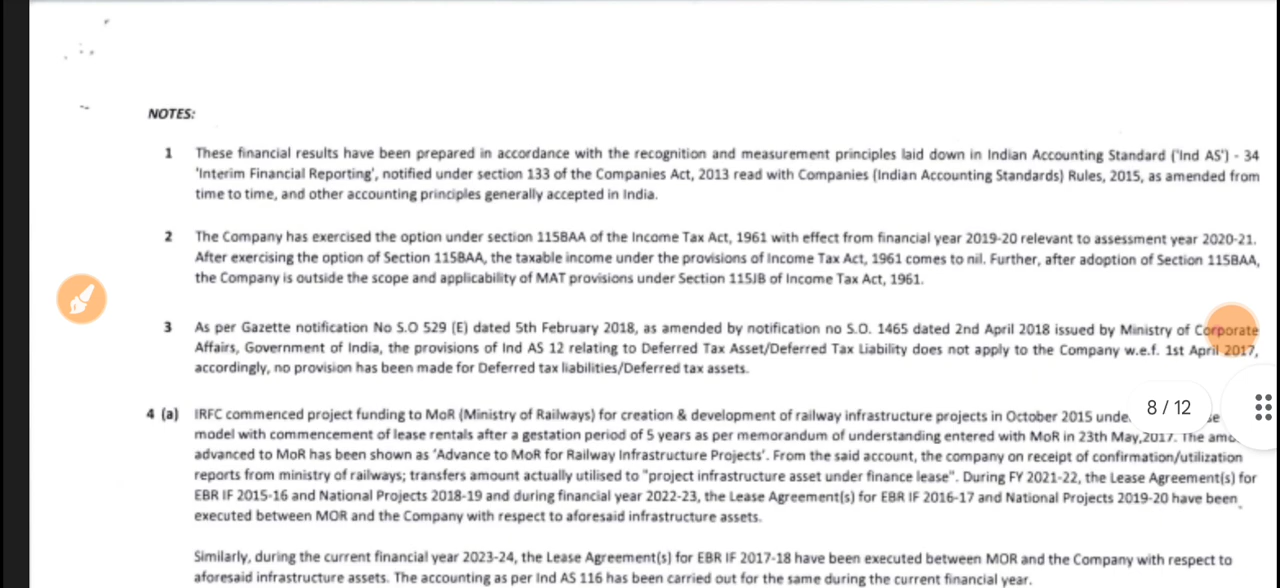 NOTES:
1 These financial results have been prepared in accordance with the recognition and measurement principles laid down in Indian Accounting Standard ('Ind AS') - 34
'Interim Financial Reporting', notified under section 133 of the Companies Act, 2013 read with Companies (Indian Accounting Standards) Rules, 2015, as amended from
time to time, and other accounting principles generally accepted in India.
2 The Company has exercised the option under section 115BAA of the Income Tax Act, 1961 with effect from financial year 2019-20 relevant to assessment year 2020-21.
After exercising the option of Section 115BAA, the taxable income under the provisions of Income Tax Act, 1961 comes to nil. Further, after adoption of Section 115BAA,
the Company is outside the scope and applicability of MAT provisions under Section 115JB of Income Tax Act, 1961.
3 As per Gazette notification No S.O 529 (E) dated 5th February 2018, as amended by notification no S.O. 1465 dated 2nd April 2018 issued by Ministry of Corporate
Affairs, Government of India, the provisions of Ind AS 12 relating to Deferred Tax Asset/Deferred Tax Liability does not apply to the Company w.e.f. 1st April 2017,
accordingly, no provision has been made for Deferred tax liabilities/Deferred tax assets.
4 (a) IRFC commenced project funding to MoR (Ministry of Railways) for creation & development of railway infrastructure projects in October 2015
8 / 12
model with commencement of lease rentals after a gestation period of 5 years as per memorandum of understanding entered with MoR in 23th May,2017. The
advanced to MoR has been shown as 'Advance to MoR for Railway Infrastructure Projects'. From the said account, the company on receipt of confirmation/utilization
reports from ministry of railways; transfers amount actually utilised to "project infrastructure asset under finance lease". During FY 2021-22, the Lease Agreement(s) for
EBR IF 2015-16 and National Projects 2018-19 and during financial year 2022-23, the Lease Agreement(s) for EBR IF 2016-17 and National Projects 2019-20 have been
executed between MOR and the Company with respect to aforesaid infrastructure assets.
Similarly, during the current financial year 2023-24, the Lease Agreement(s) for EBR IF 2017-18 have been executed between MOR and the Company with respect to
aforesaid infrastructure assets. The accounting as per Ind AS 116 has been carried out for the same during the current financial year.